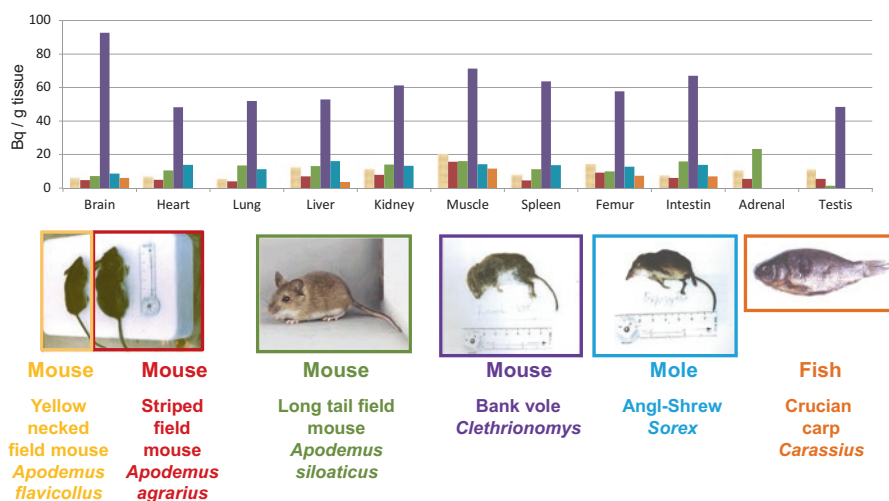 100
80
60
40
20
0
Bq / g tissue
Brain Heart Lung Liver Kidney Muscle Spleen Femur Intestin Adrenal Testis
Mouse Mouse Mouse Mouse Mole Fish
Yellow
necked
field mouse
Apodemus
flavicollus
Striped
field
mouse
Apodemus
agrarius
Long tail field
mouse
Apodemus
siloaticus
Bank vole
Clethrionomys
Angl-Shrew
Sorex
Crucian
carp
Carassius